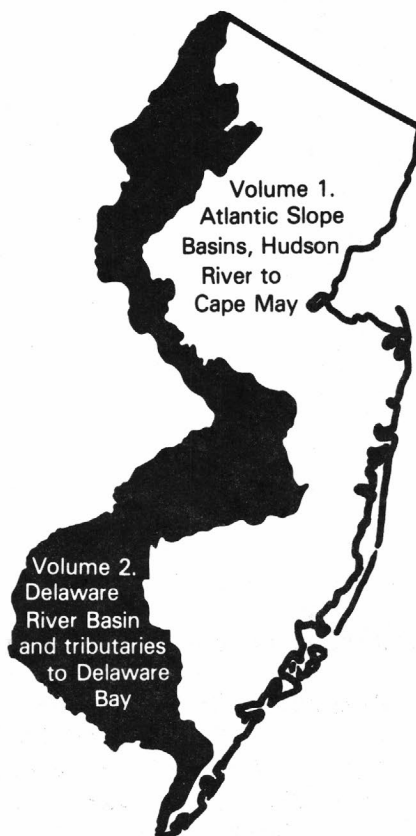 Volume 1.
Atlantic Slope
Basins, Hudson
River to
Cape May
Volume 2.
Delaware
River Basin
and tributaries
to Delaware
Bay